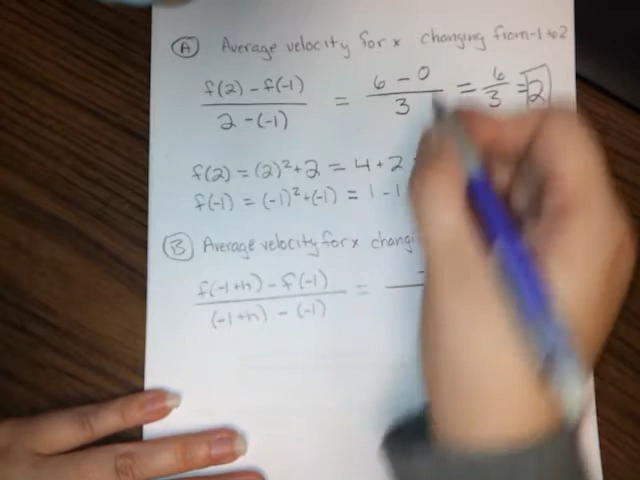 A Average velocity for x changing from -1 to 2
f(2) - f(-1) / 2 - (-1) = 6 - 0 / 3 = 6/3 = 2
f(2) = (2)² + 2 = 4 + 2
f(-1) = (-1)² + (-1) = 1 - 1
B Average velocity for x
f(-1+h) - f(-1) / (-1+h) - (-1) =